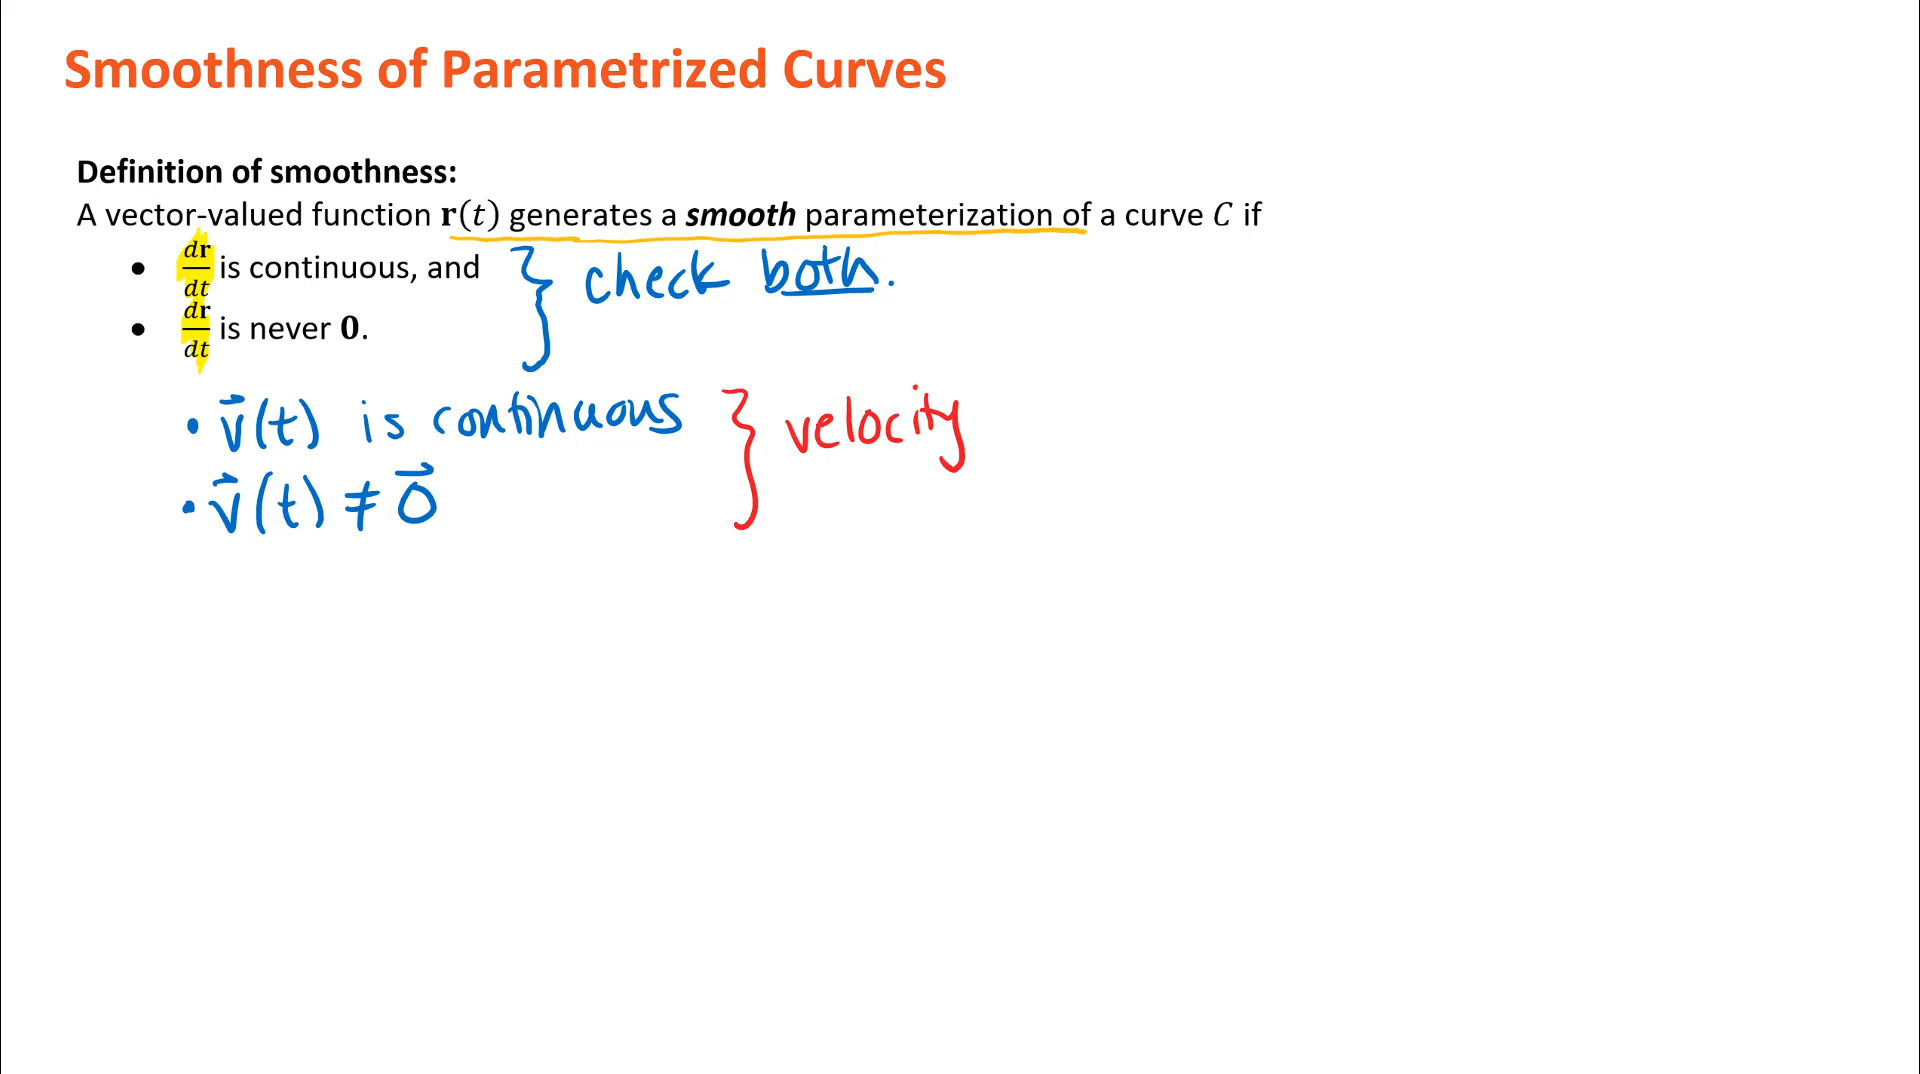 Smoothness of Parametrized Curves
Definition of smoothness:
A vector-valued function 𝐫(𝑡) generates a smooth parameterization of a curve 𝐶 if
• d𝐫/dt is continuous, and
• d𝐫/dt is never 𝟎.
} check both.
• v⃗(t) is continuous
• v⃗(t) ≠ 0⃗
} velocity